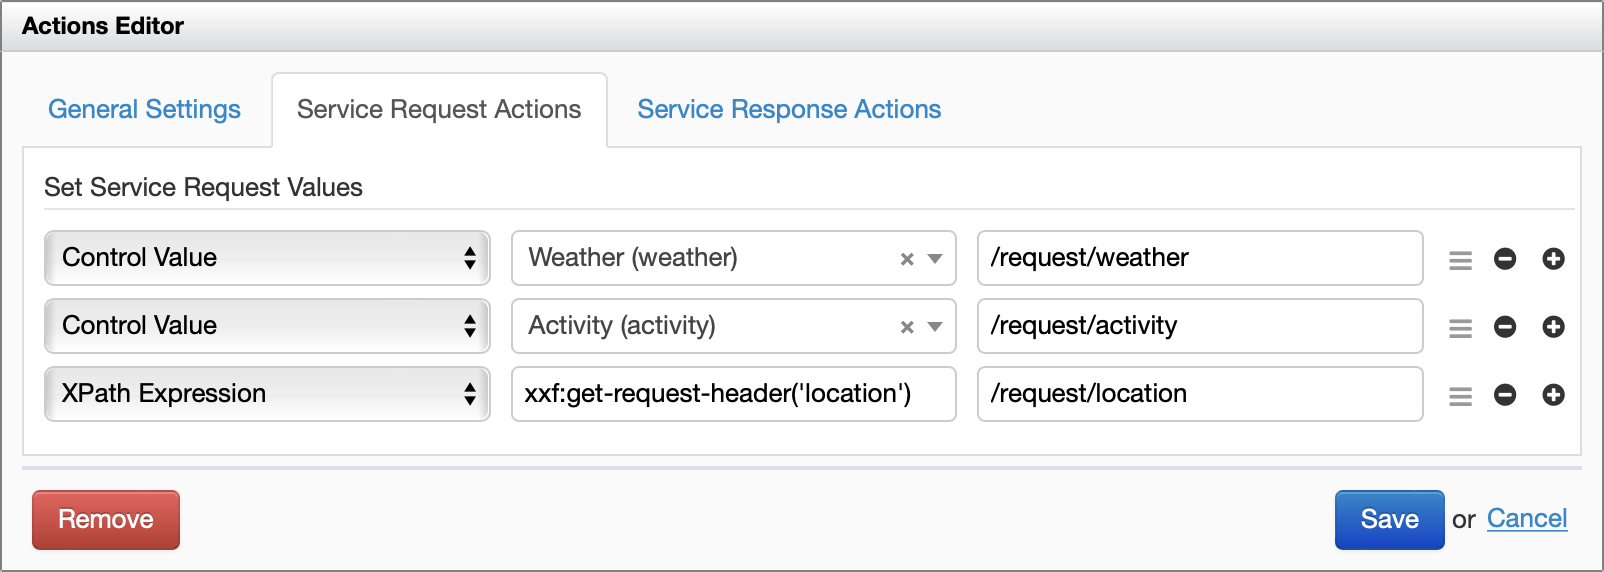 Actions Editor
General Settings Service Request Actions Service Response Actions
Set Service Request Values
Control Value Weather (weather) /request/weather
Control Value Activity (activity) /request/activity
XPath Expression xxf:get-request-header('location') /request/location
Remove Save or Cancel